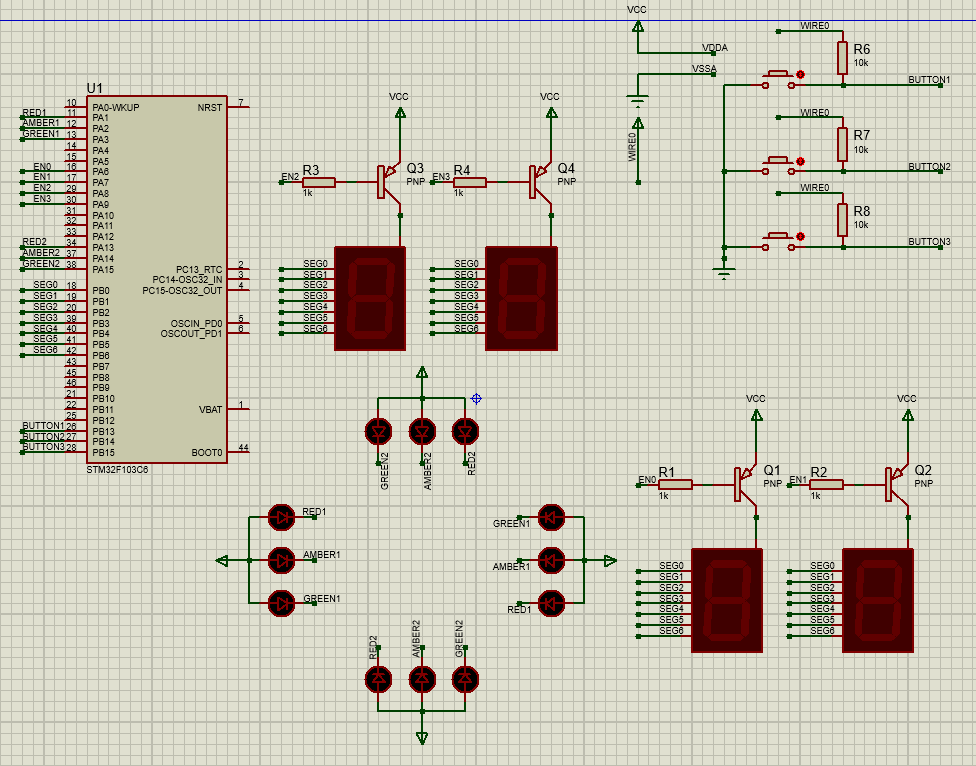 U1
10 PA0-WKUP NRST 7
RED1 11 PA1
AMBER1 12 PA2
GREEN1 13 PA3
14 PA4
15 PA5
EN0 16 PA6
EN1 17 PA7
EN2 29 PA8
EN3 30 PA9
31 PA10
32 PA11
33 PA12
RED2 34 PA13
AMBER2 37 PA14
GREEN2 38 PA15 PC13_RTC 2
PC14-OSC32_IN 3
SEG0 18 PB0 PC15-OSC32_OUT 4
SEG1 19 PB1
SEG2 20 PB2
SEG3 39 PB3 OSCIN_PD0 5
SEG4 40 PB4 OSCOUT_PD1 6
SEG5 41 PB5
SEG6 42 PB6
43 PB7
45 PB8
46 PB9
21 PB10
22 PB11 VBAT 1
25 PB12
BUTTON1 26 PB13
BUTTON2 27 PB14
BUTTON3 28 PB15 BOOT0 44
STM32F103C6
VCC
EN2 R3 1k Q3 PNP
SEG0
SEG1
SEG2
SEG3
SEG4
SEG5
SEG6
VCC
EN3 R4 1k Q4 PNP
SEG0
SEG1
SEG2
SEG3
SEG4
SEG5
SEG6
VCC
VDDA
VSSA
WIRE0
WIRE0
R6
10k
BUTTON1
WIRE0
R7
10k
BUTTON2
WIRE0
R8
10k
BUTTON3
GREEN2
AMBER2
RED2
RED1
AMBER1
GREEN1
GREEN1
AMBER1
RED1
RED2
AMBER2
GREEN2
VCC
EN0 R1 1k Q1 PNP
SEG0
SEG1
SEG2
SEG3
SEG4
SEG5
SEG6
VCC
EN1 R2 1k Q2 PNP
SEG0
SEG1
SEG2
SEG3
SEG4
SEG5
SEG6